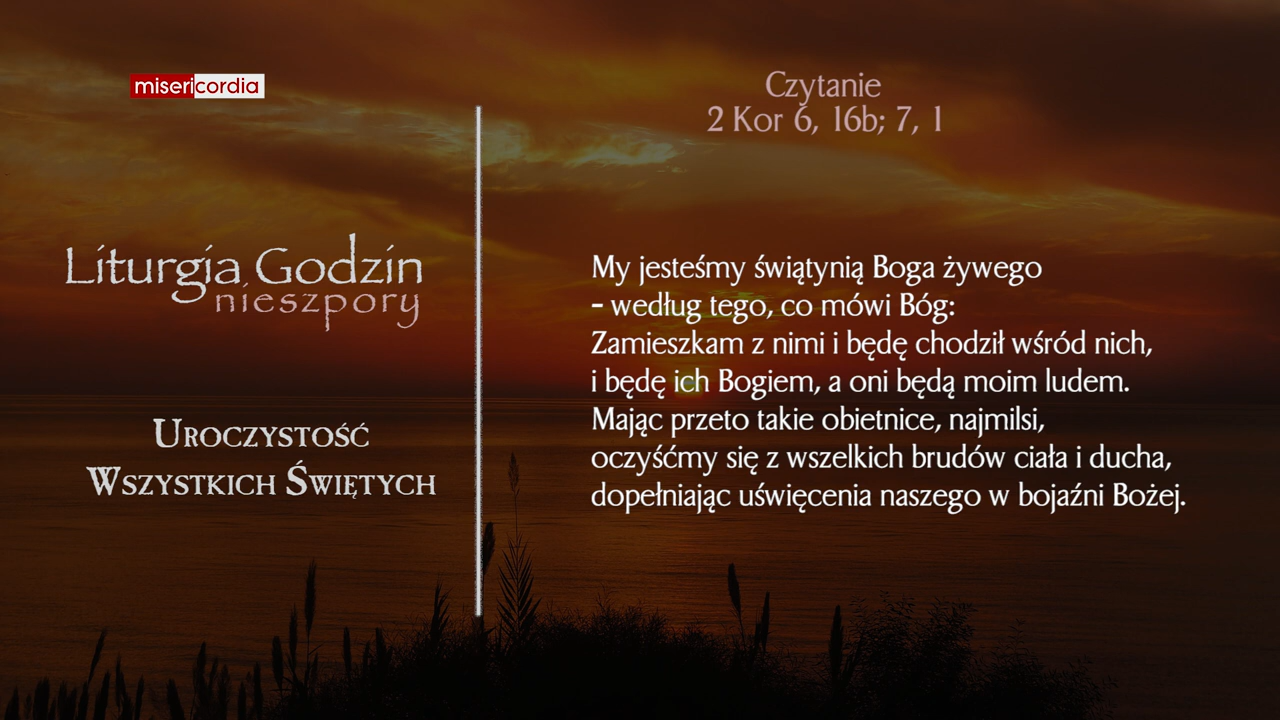 misericordia
Liturgia Godzin
nieszpory
Uroczystość
Wszystkich Świętych
Czytanie
2 Kor 6, 16b; 7, 1
My jesteśmy świątynią Boga żywego
– według tego, co mówi Bóg:
Zamieszkam z nimi i będę chodził wśród nich,
i będę ich Bogiem, a oni będą moim ludem.
Mając przeto takie obietnice, najmilsi,
oczyśćmy się z wszelkich brudów ciała i ducha,
dopełniając uświęcenia naszego w bojaźni Bożej.